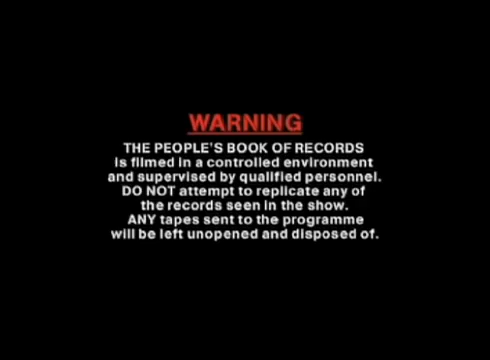 WARNING
THE PEOPLE'S BOOK OF RECORDS
is filmed in a controlled environment
and supervised by qualified personnel.
DO NOT attempt to replicate any of
the records seen in the show.
ANY tapes sent to the programme
will be left unopened and disposed of.